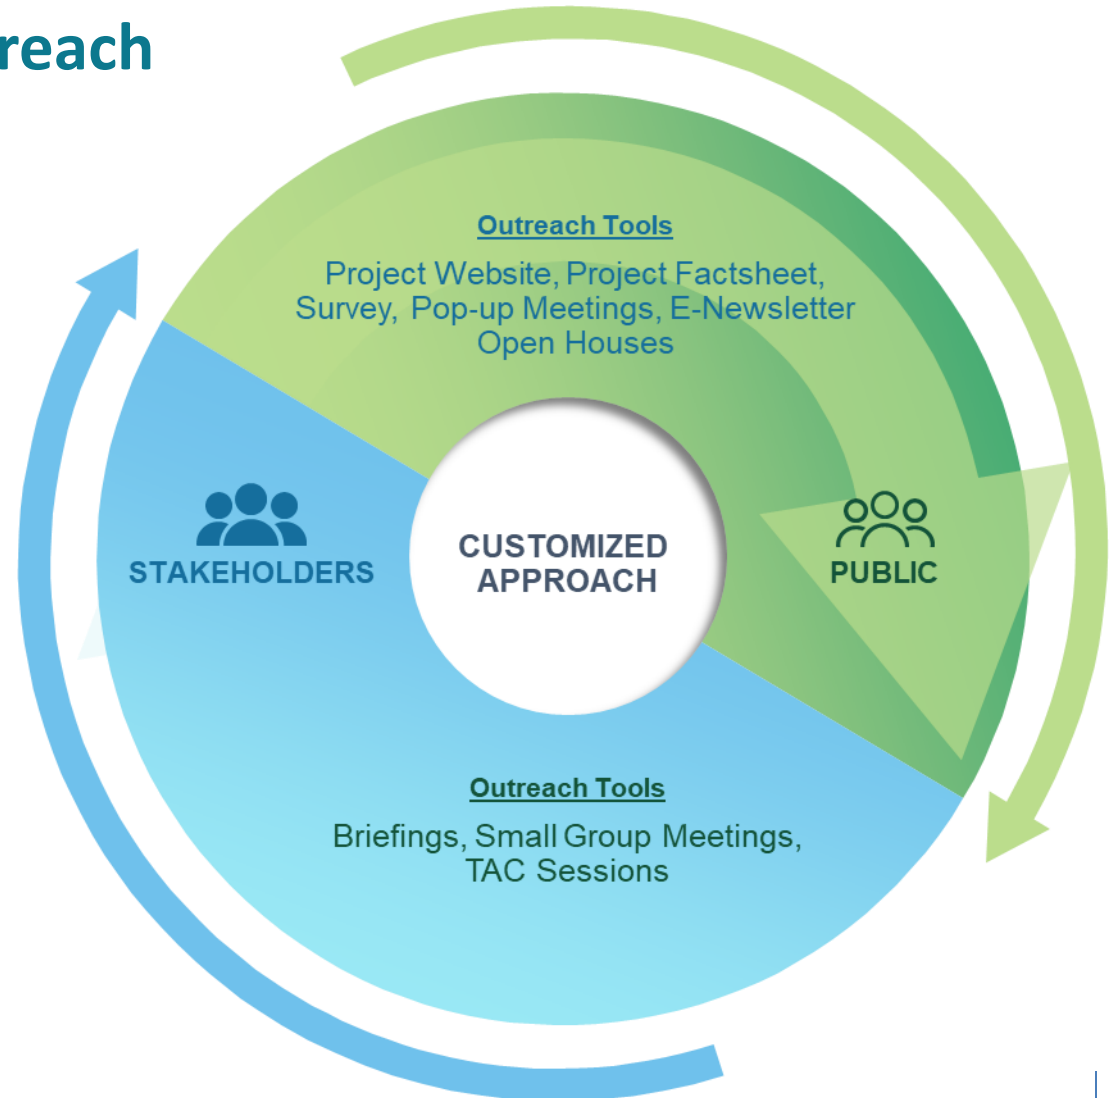 reach
Outreach Tools
Project Website, Project Factsheet,
Survey, Pop-up Meetings, E-Newsletter
Open Houses
STAKEHOLDERS
CUSTOMIZED
APPROACH
PUBLIC
Outreach Tools
Briefings, Small Group Meetings,
TAC Sessions